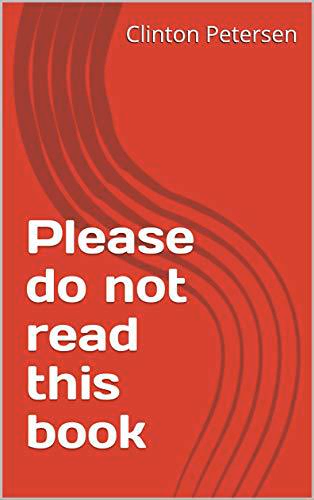 Clinton Petersen
Please
do not
read
this
book